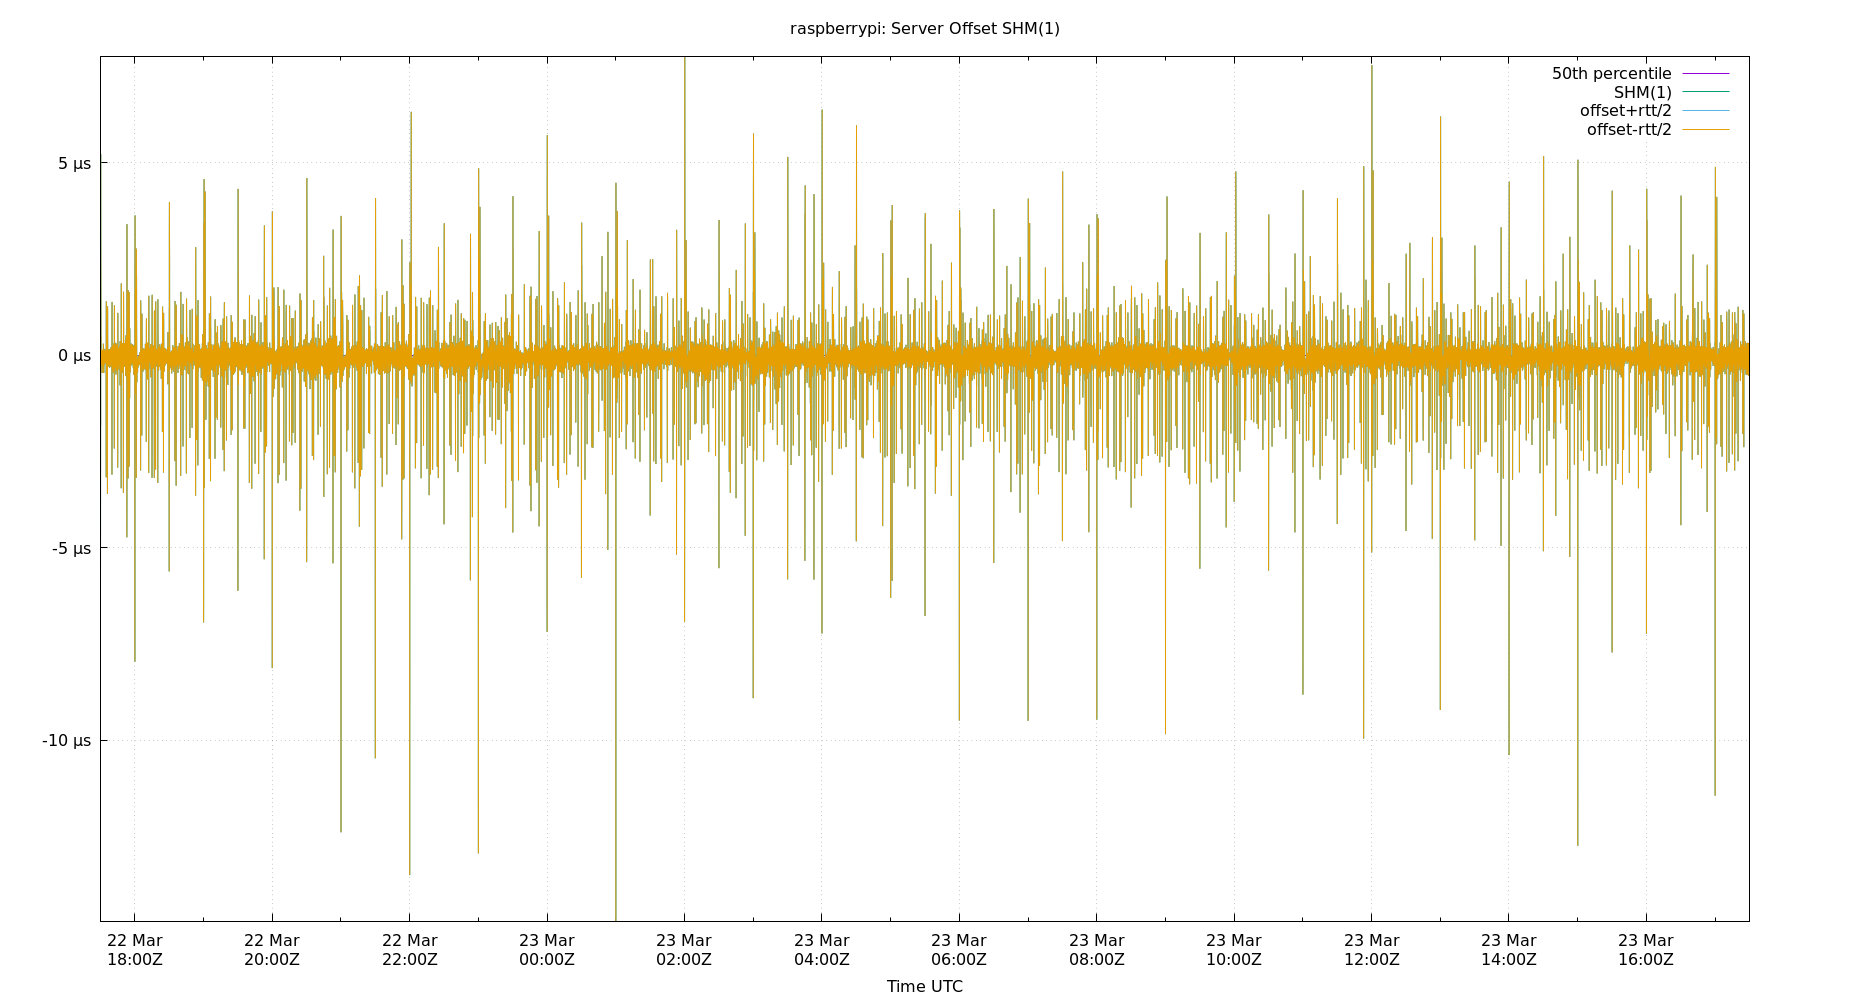 raspberrypi: Server Offset SHM(1)
50th percentile
SHM(1)
offset+rtt/2
offset-rtt/2
5 µs
0 µs
-5 µs
-10 µs
22 Mar 22 Mar 22 Mar 23 Mar 23 Mar 23 Mar 23 Mar 23 Mar 23 Mar 23 Mar 23 Mar 23 Mar
18:00Z 20:00Z 22:00Z 00:00Z 02:00Z 04:00Z 06:00Z 08:00Z 10:00Z 12:00Z 14:00Z 16:00Z
Time UTC